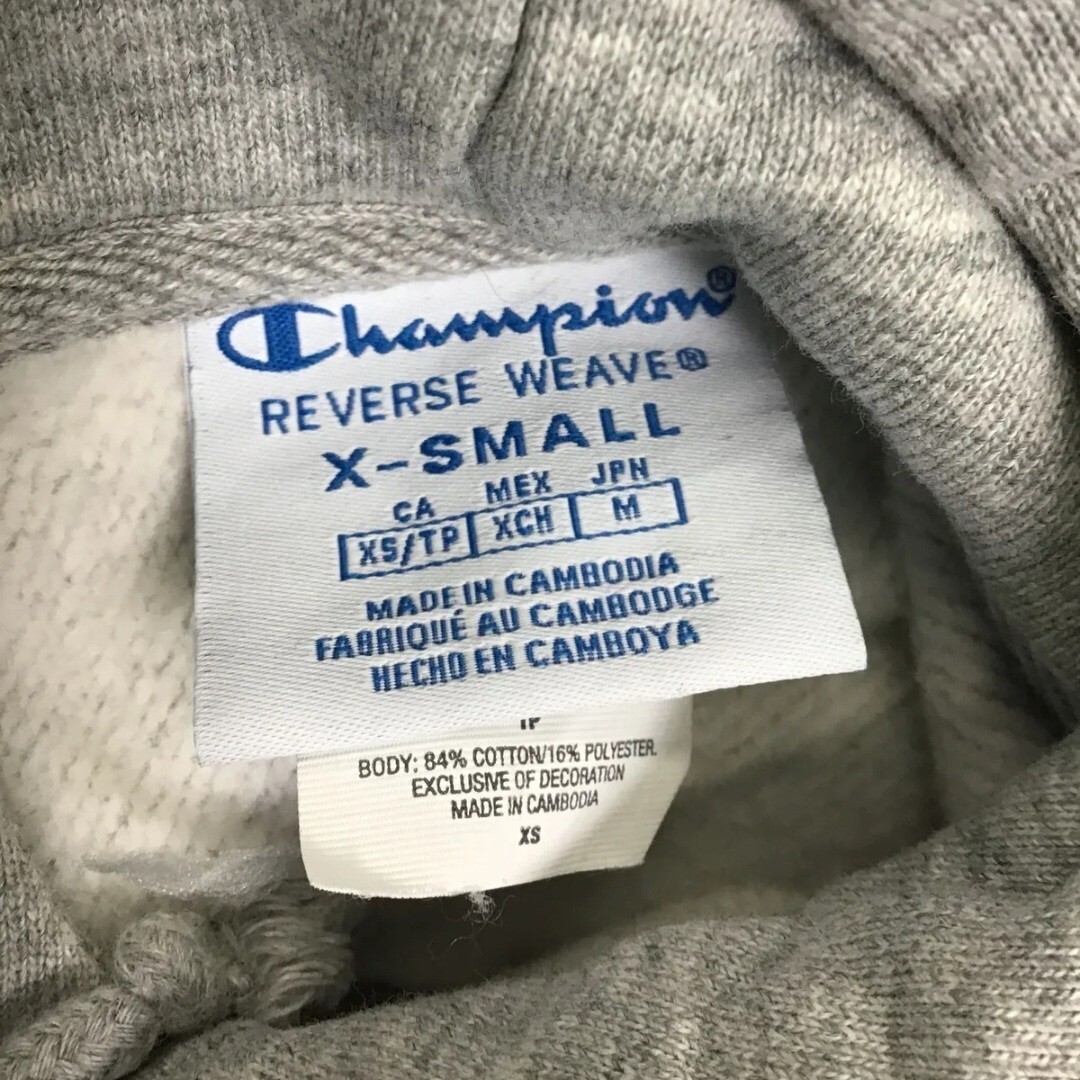 Champion®
REVERSE WEAVE®
X-SMALL
CA MEX JPN
XS/TP XCH M
MADE IN CAMBODIA
FABRIQUÉ AU CAMBODGE
HECHO EN CAMBOYA
BODY: 84% COTTON/16% POLYESTER.
EXCLUSIVE OF DECORATION
MADE IN CAMBODIA
XS